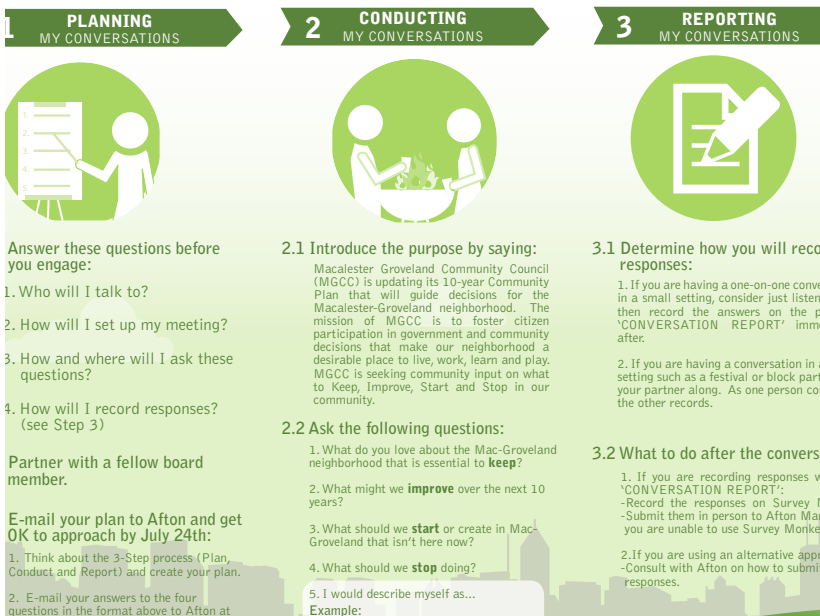 1
PLANNING
MY CONVERSATIONS
Answer these questions before
you engage:
1. Who will I talk to?
2. How will I set up my meeting?
3. How and where will I ask these
questions?
4. How will I record responses?
(see Step 3)
Partner with a fellow board
member.
E-mail your plan to Afton and get
OK to approach by July 24th:
1. Think about the 3-Step process (Plan,
Conduct and Report) and create your plan.
2. E-mail your answers to the four
questions in the format above to Afton at
2
CONDUCTING
MY CONVERSATIONS
2.1 Introduce the purpose by saying:
Macalester Groveland Community Council
(MGCC) is updating its 10-year Community
Plan that will guide decisions for the
Macalester-Groveland neighborhood. The
mission of MGCC is to foster citizen
participation in government and community
decisions that make our neighborhood a
desirable place to live, work, learn and play.
MGCC is seeking community input on what
to Keep, Improve, Start and Stop in our
community.
2.2 Ask the following questions:
1. What do you love about the Mac-Groveland
neighborhood that is essential to keep?
2. What might we improve over the next 10
years?
3. What should we start or create in Mac-
Groveland that isn't here now?
4. What should we stop doing?
5. I would describe myself as...
Example:
3
REPORTING
MY CONVERSATIONS
3.1 Determine how you will reco
responses:
1. If you are having a one-on-one conve
in a small setting, consider just listen
then record the answers on the p
'CONVERSATION REPORT' imme
after.
2. If you are having a conversation in a
setting such as a festival or block part
your partner along. As one person co
the other records.
3.2 What to do after the convers
1. If you are recording responses w
'CONVERSATION REPORT':
-Record the responses on Survey M
-Submit them in person to Afton Mar
you are unable to use Survey Monke
2.If you are using an alternative appr
-Consult with Afton on how to submit
responses.